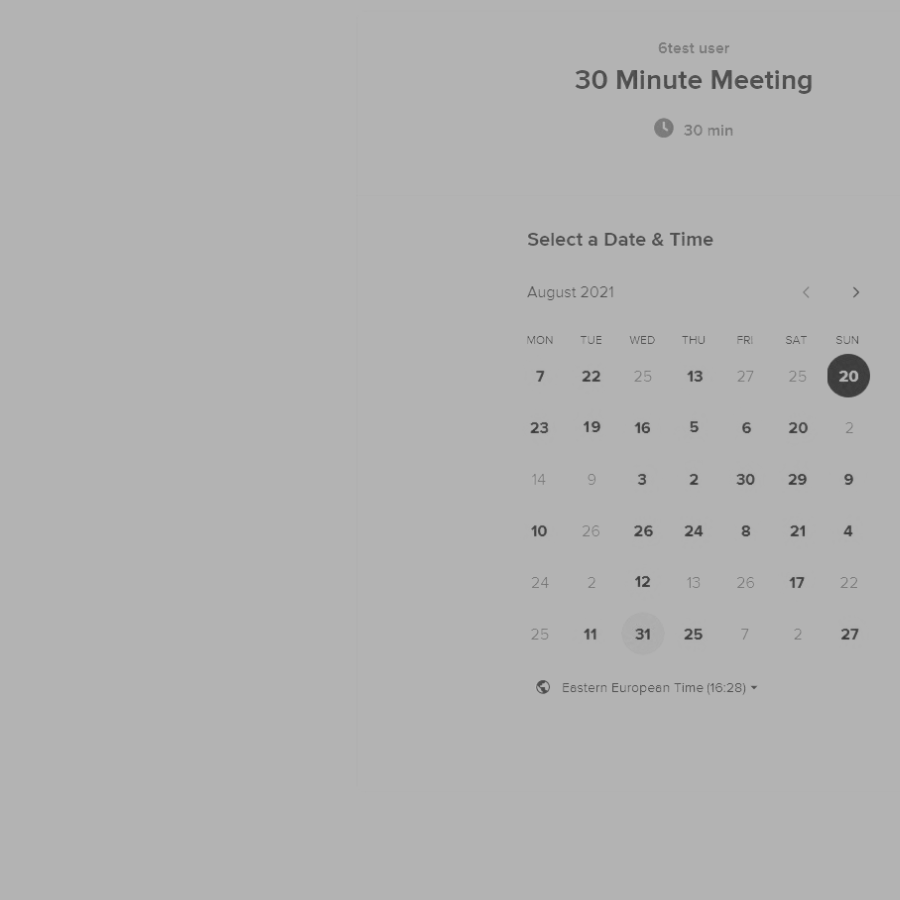 6test user
30 Minute Meeting
30 min
Select a Date & Time
August 2021
MON TUE WED THU FRI SAT SUN
7 22 25 13 27 25 20
23 19 16 5 6 20 2
14 9 3 2 30 29 9
10 26 26 24 8 21 4
24 2 12 13 26 17 22
25 11 31 25 7 2 27
Eastern European Time (16:28)